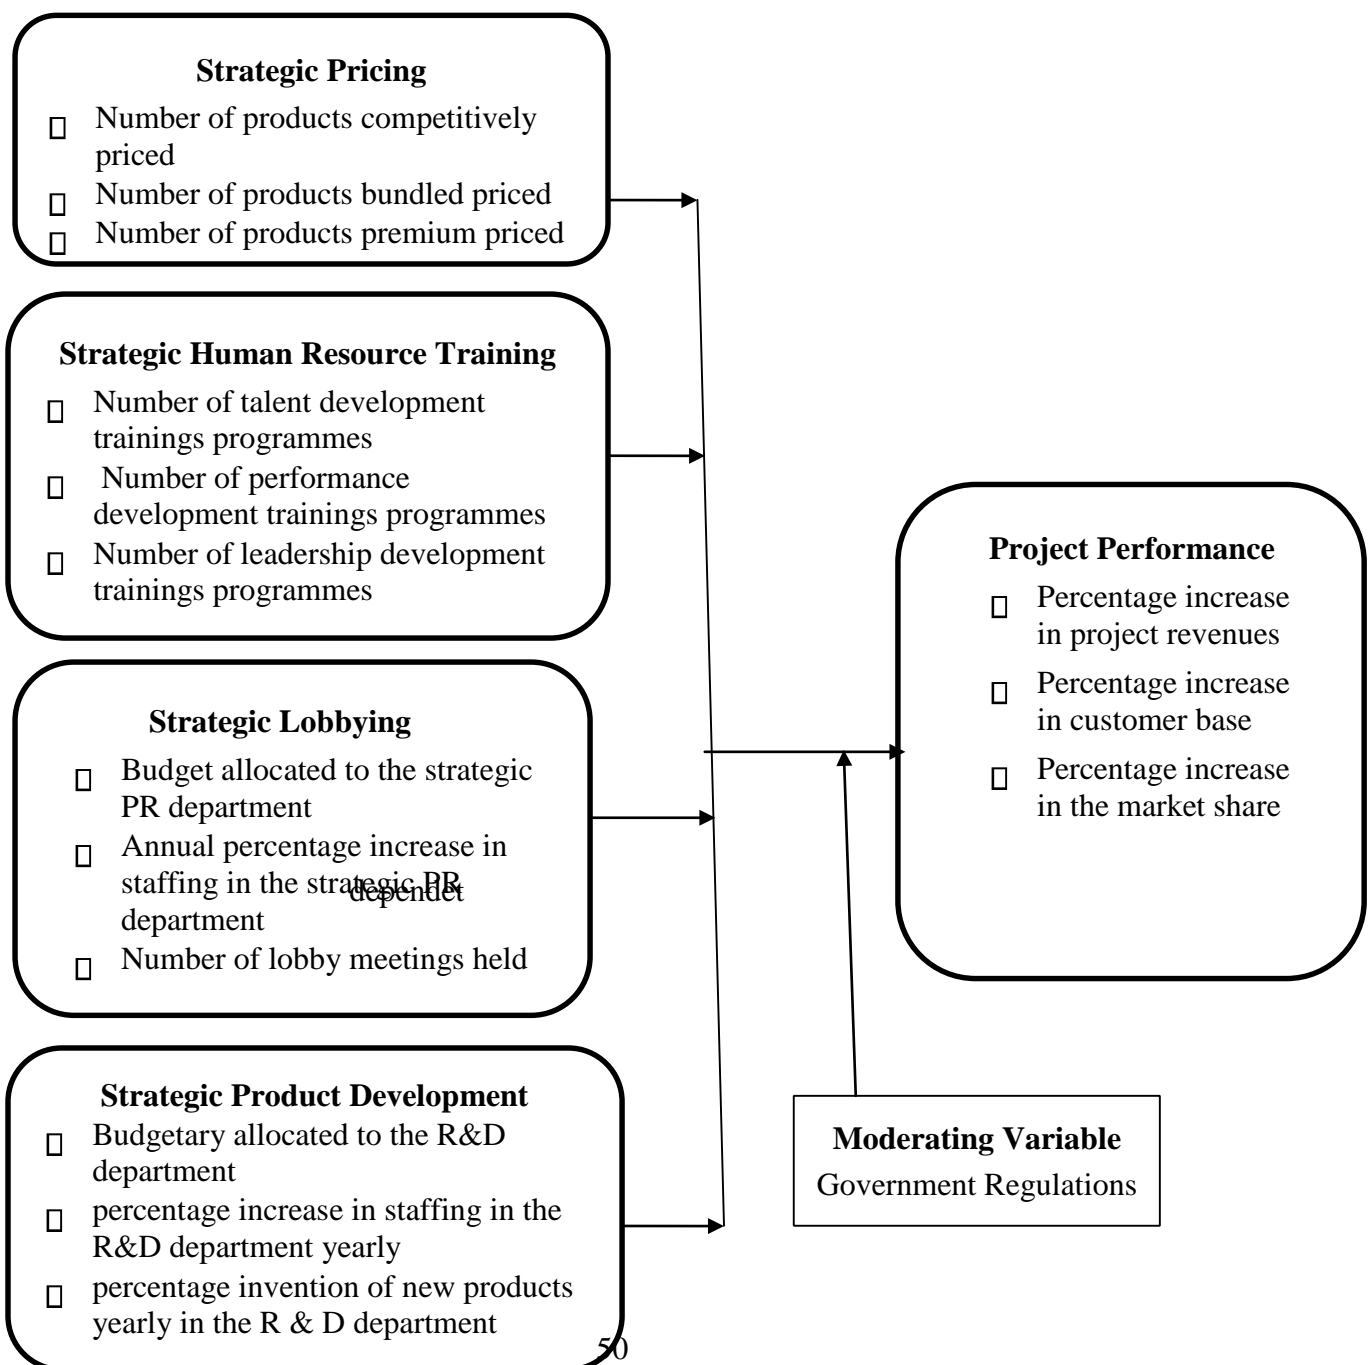 Strategic Pricing
Number of products competitively
priced
Number of products bundled priced
Number of products premium priced
Strategic Human Resource Training
Number of talent development
trainings programmes
Number of performance
development trainings programmes
Number of leadership development
trainings programmes
Strategic Lobbying
Budget allocated to the strategic
PR department
Annual percentage increase in
staffing in the strategic PR
dependet
department
Number of lobby meetings held
Strategic Product Development
Budgetary allocated to the R&D
department
percentage increase in staffing in the
R&D department yearly
percentage invention of new products
yearly in the R & D department
Project Performance
Percentage increase
in project revenues
Percentage increase
in customer base
Percentage increase
in the market share
Moderating Variable
Government Regulations
50